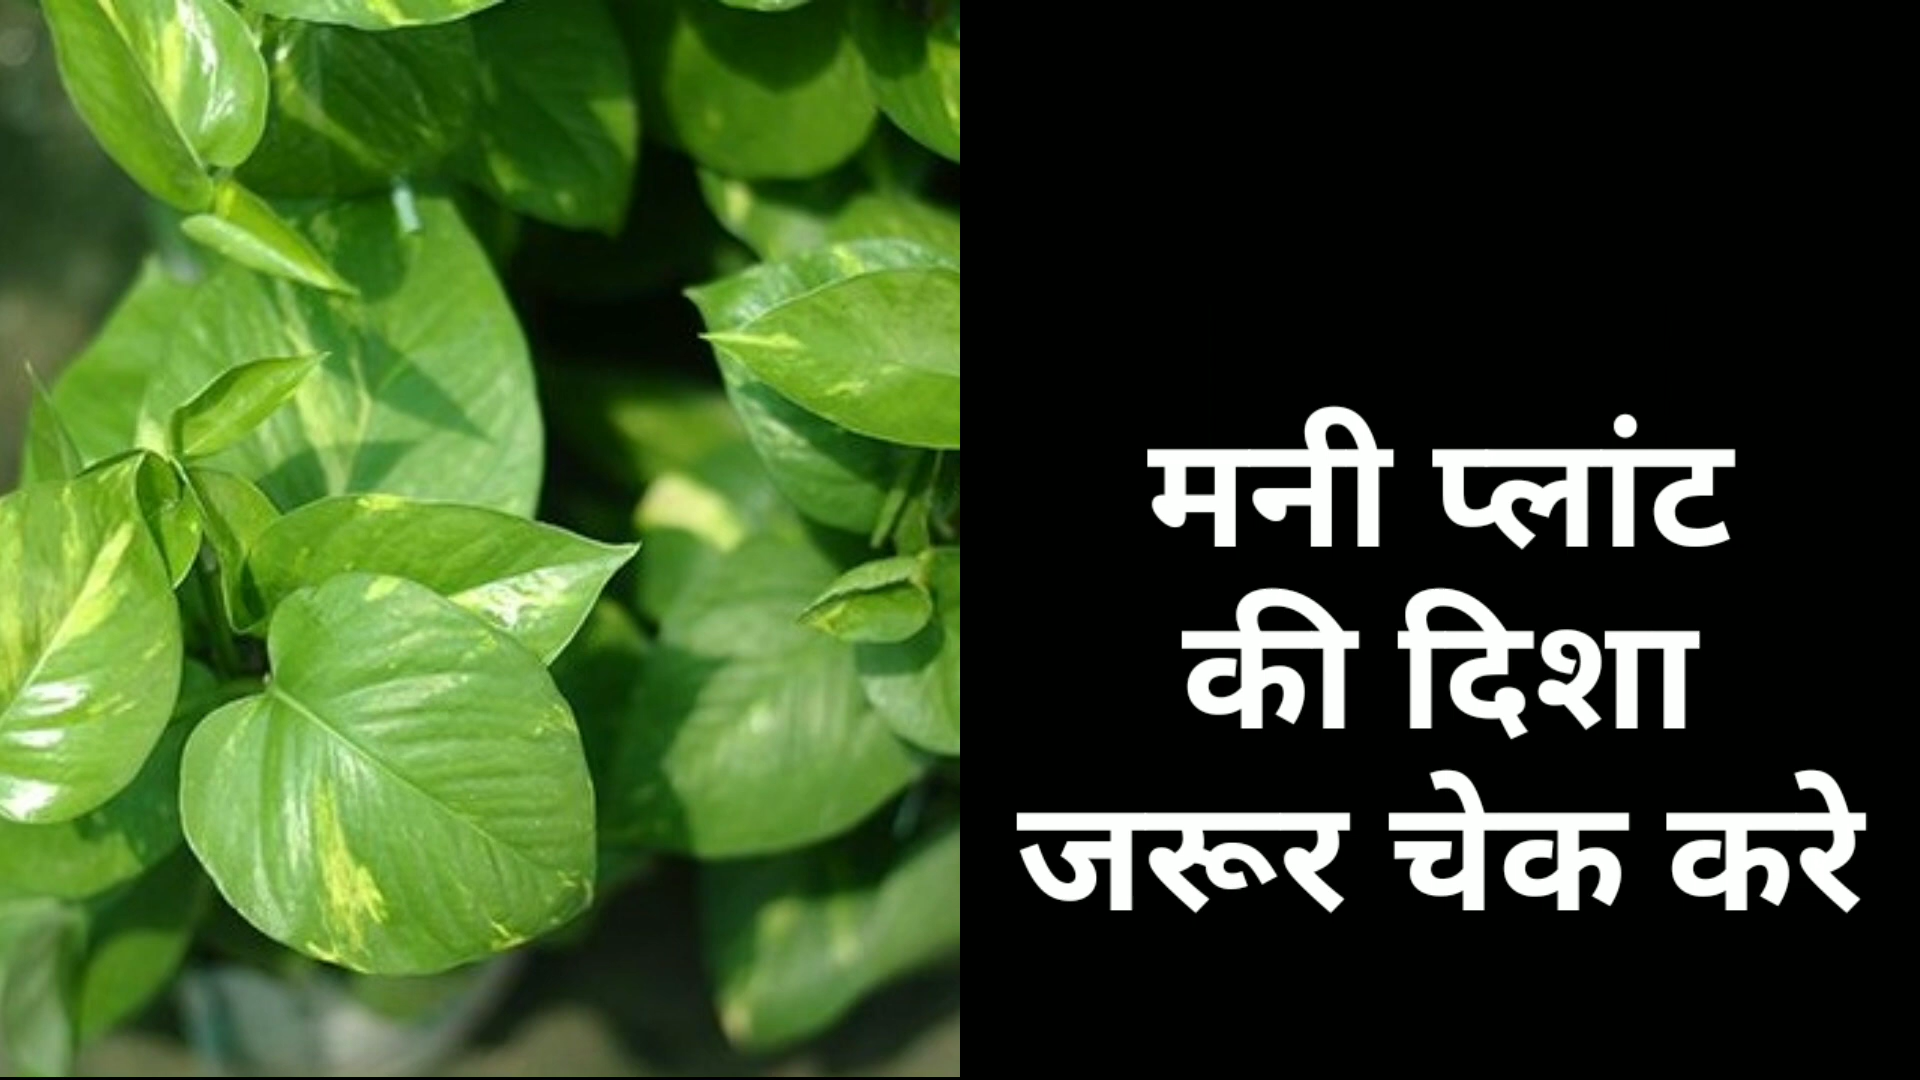 मनी प्लांट
की दिशा
जरूर चेक करे